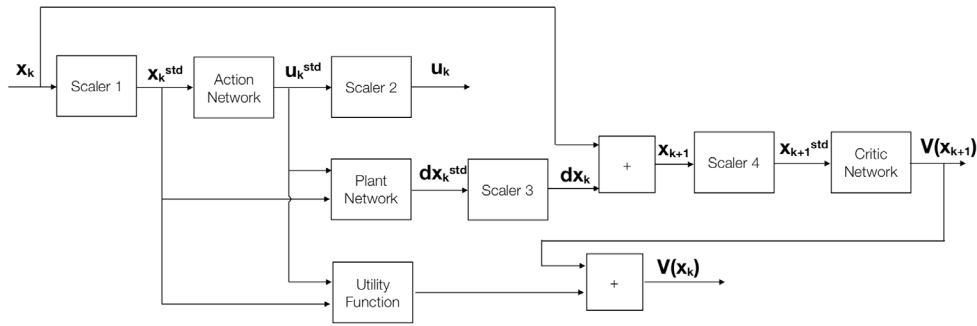 xₖ
Scaler 1
xₖˢᵗᵈ
Action
Network
uₖˢᵗᵈ
Scaler 2
uₖ
Plant
Network
dxₖˢᵗᵈ
Scaler 3
dxₖ
+
xₖ₊₁
Scaler 4
xₖ₊₁ˢᵗᵈ
Critic
Network
V(xₖ₊₁)
Utility
Function
+
V(xₖ)